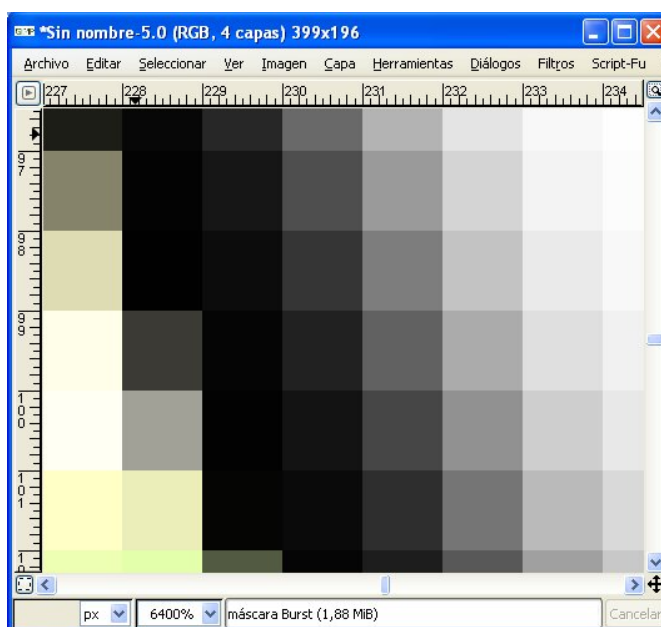 *Sin nombre-5.0 (RGB, 4 capas) 399x196
Archivo Editar Seleccionar Ver Imagen Capa Herramientas Diálogos Filtros Script-Fu
227 228 229 230 231 232 233 234
97
98
99
100
101
px 6400% máscara Burst (1,88 MiB) Cancelar